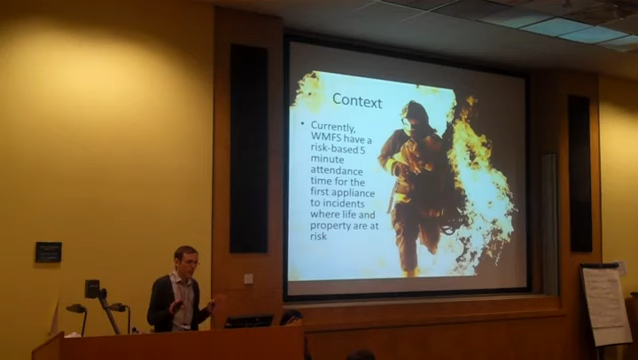 Context
• Currently,
WMFS have a
risk-based 5
minute
attendance
time for the
first appliance
to incidents
where life and
property are at
risk